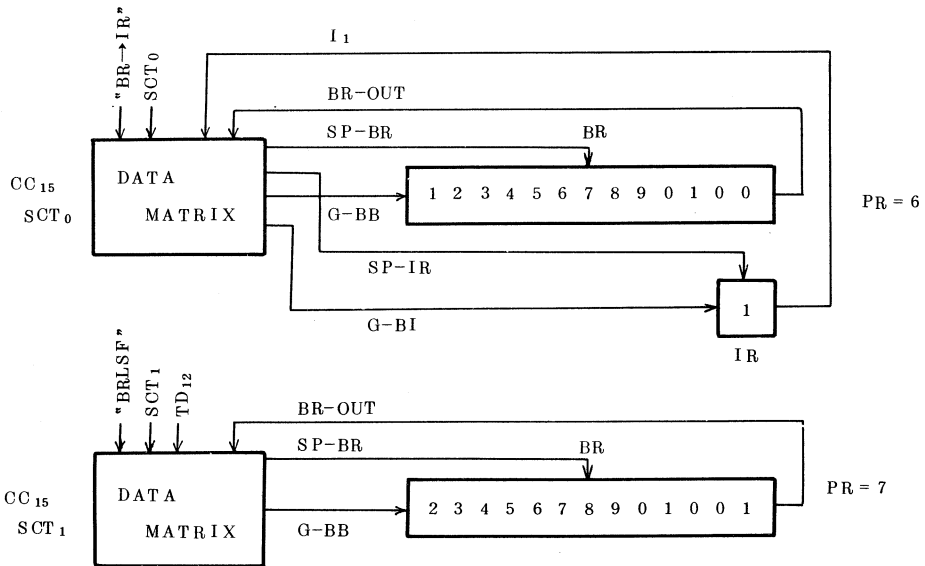 "BR→IR"
SCT₀
I₁
BR-OUT
SP-BR
BR
CC₁₅
SCT₀
DATA
MATRIX
G-BB
1 2 3 4 5 6 7 8 9 0 1 0 0
PR = 6
SP-IR
G-BI
1
IR
"BRLSF"
SCT₁
TD₁₂
BR-OUT
SP-BR
BR
CC₁₅
SCT₁
DATA
MATRIX
G-BB
2 3 4 5 6 7 8 9 0 1 0 0 1
PR = 7